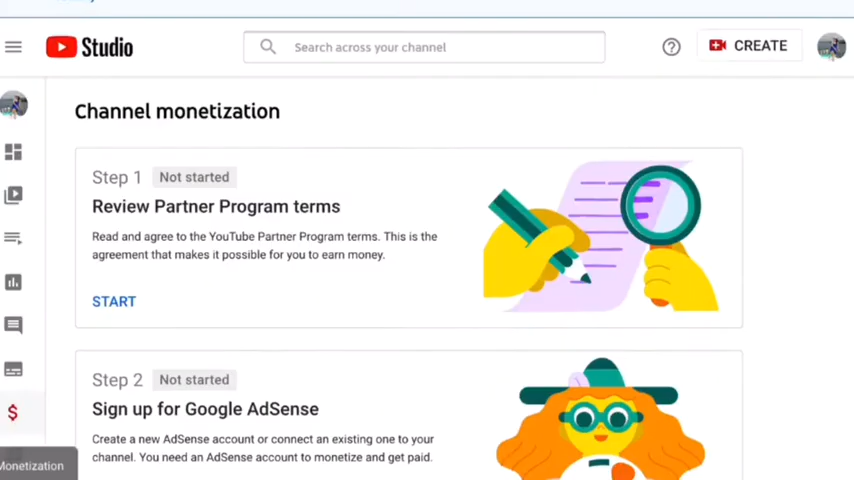 Studio
Search across your channel
CREATE
Channel monetization
Step 1 Not started
Review Partner Program terms
Read and agree to the YouTube Partner Program terms. This is the
agreement that makes it possible for you to earn money.
START
Step 2 Not started
Sign up for Google AdSense
Create a new AdSense account or connect an existing one to your
channel. You need an AdSense account to monetize and get paid.
Monetization